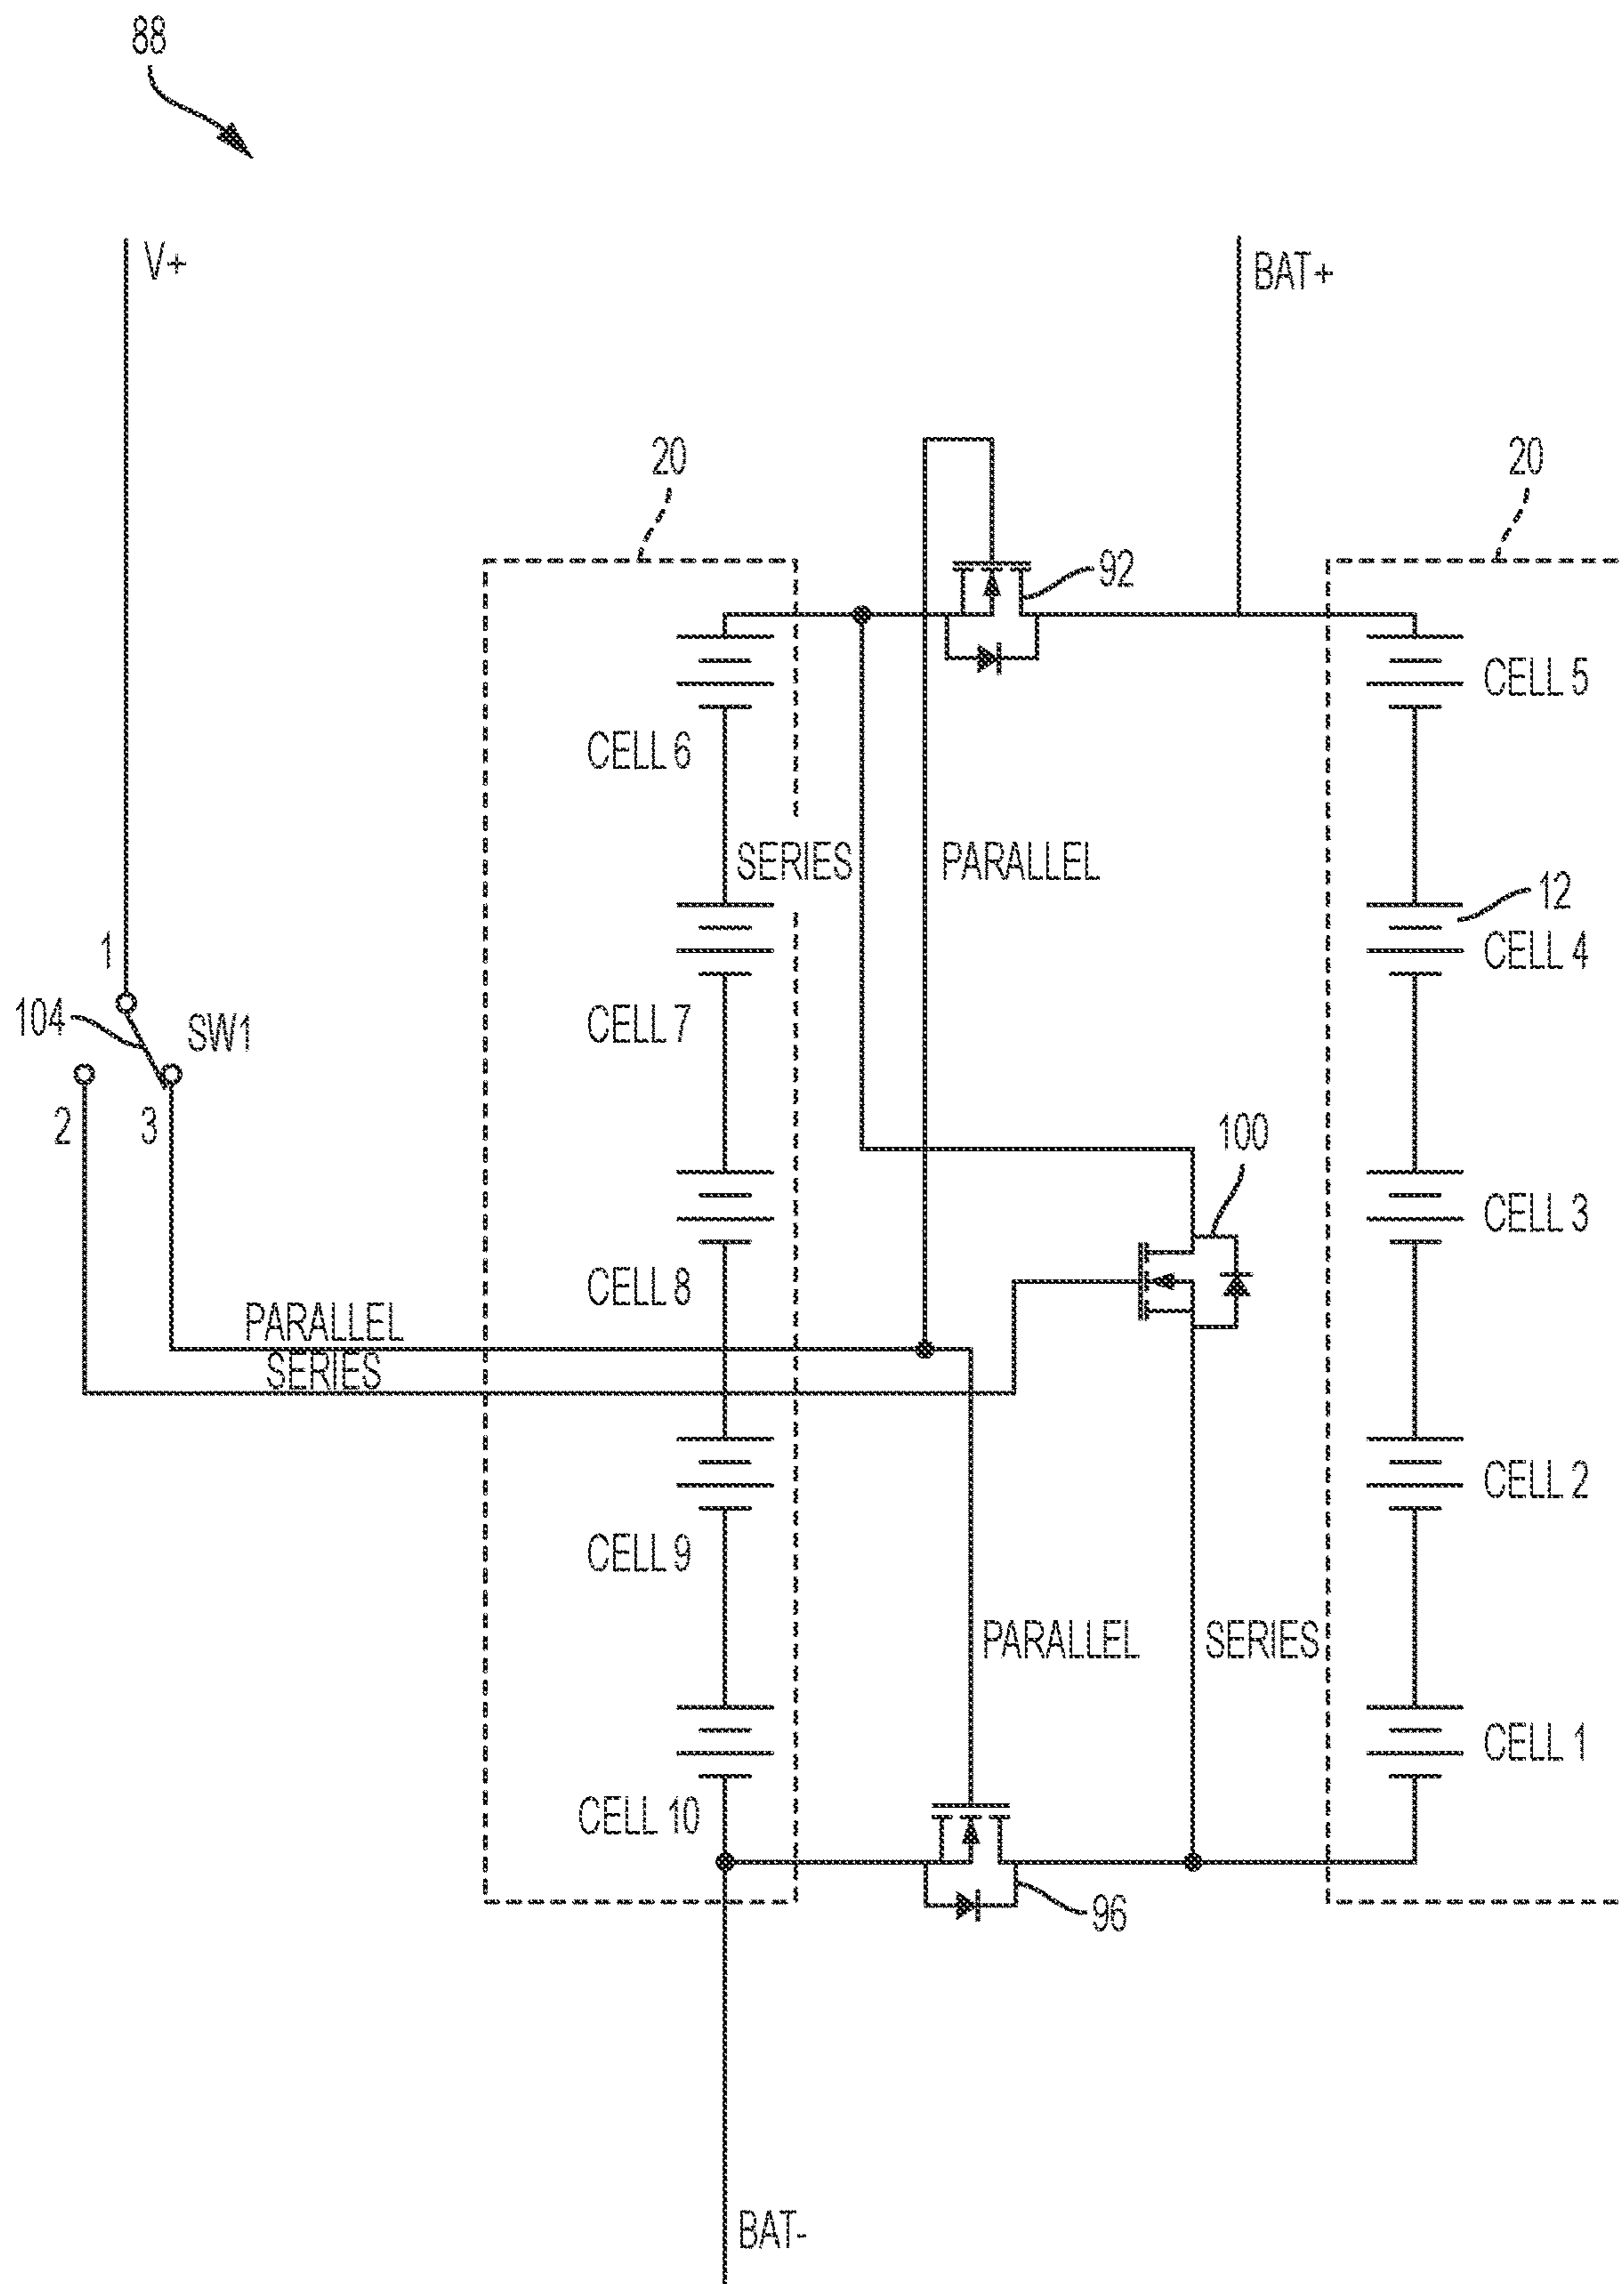 88
V+
BAT+
20
20
92
CELL 6
CELL 5
SERIES
PARALLEL
12
CELL 4
1
104
SW1
CELL 7
2
3
100
CELL 8
CELL 3
PARALLEL
SERIES
CELL 9
CELL 2
PARALLEL
SERIES
CELL 10
CELL 1
96
BAT-